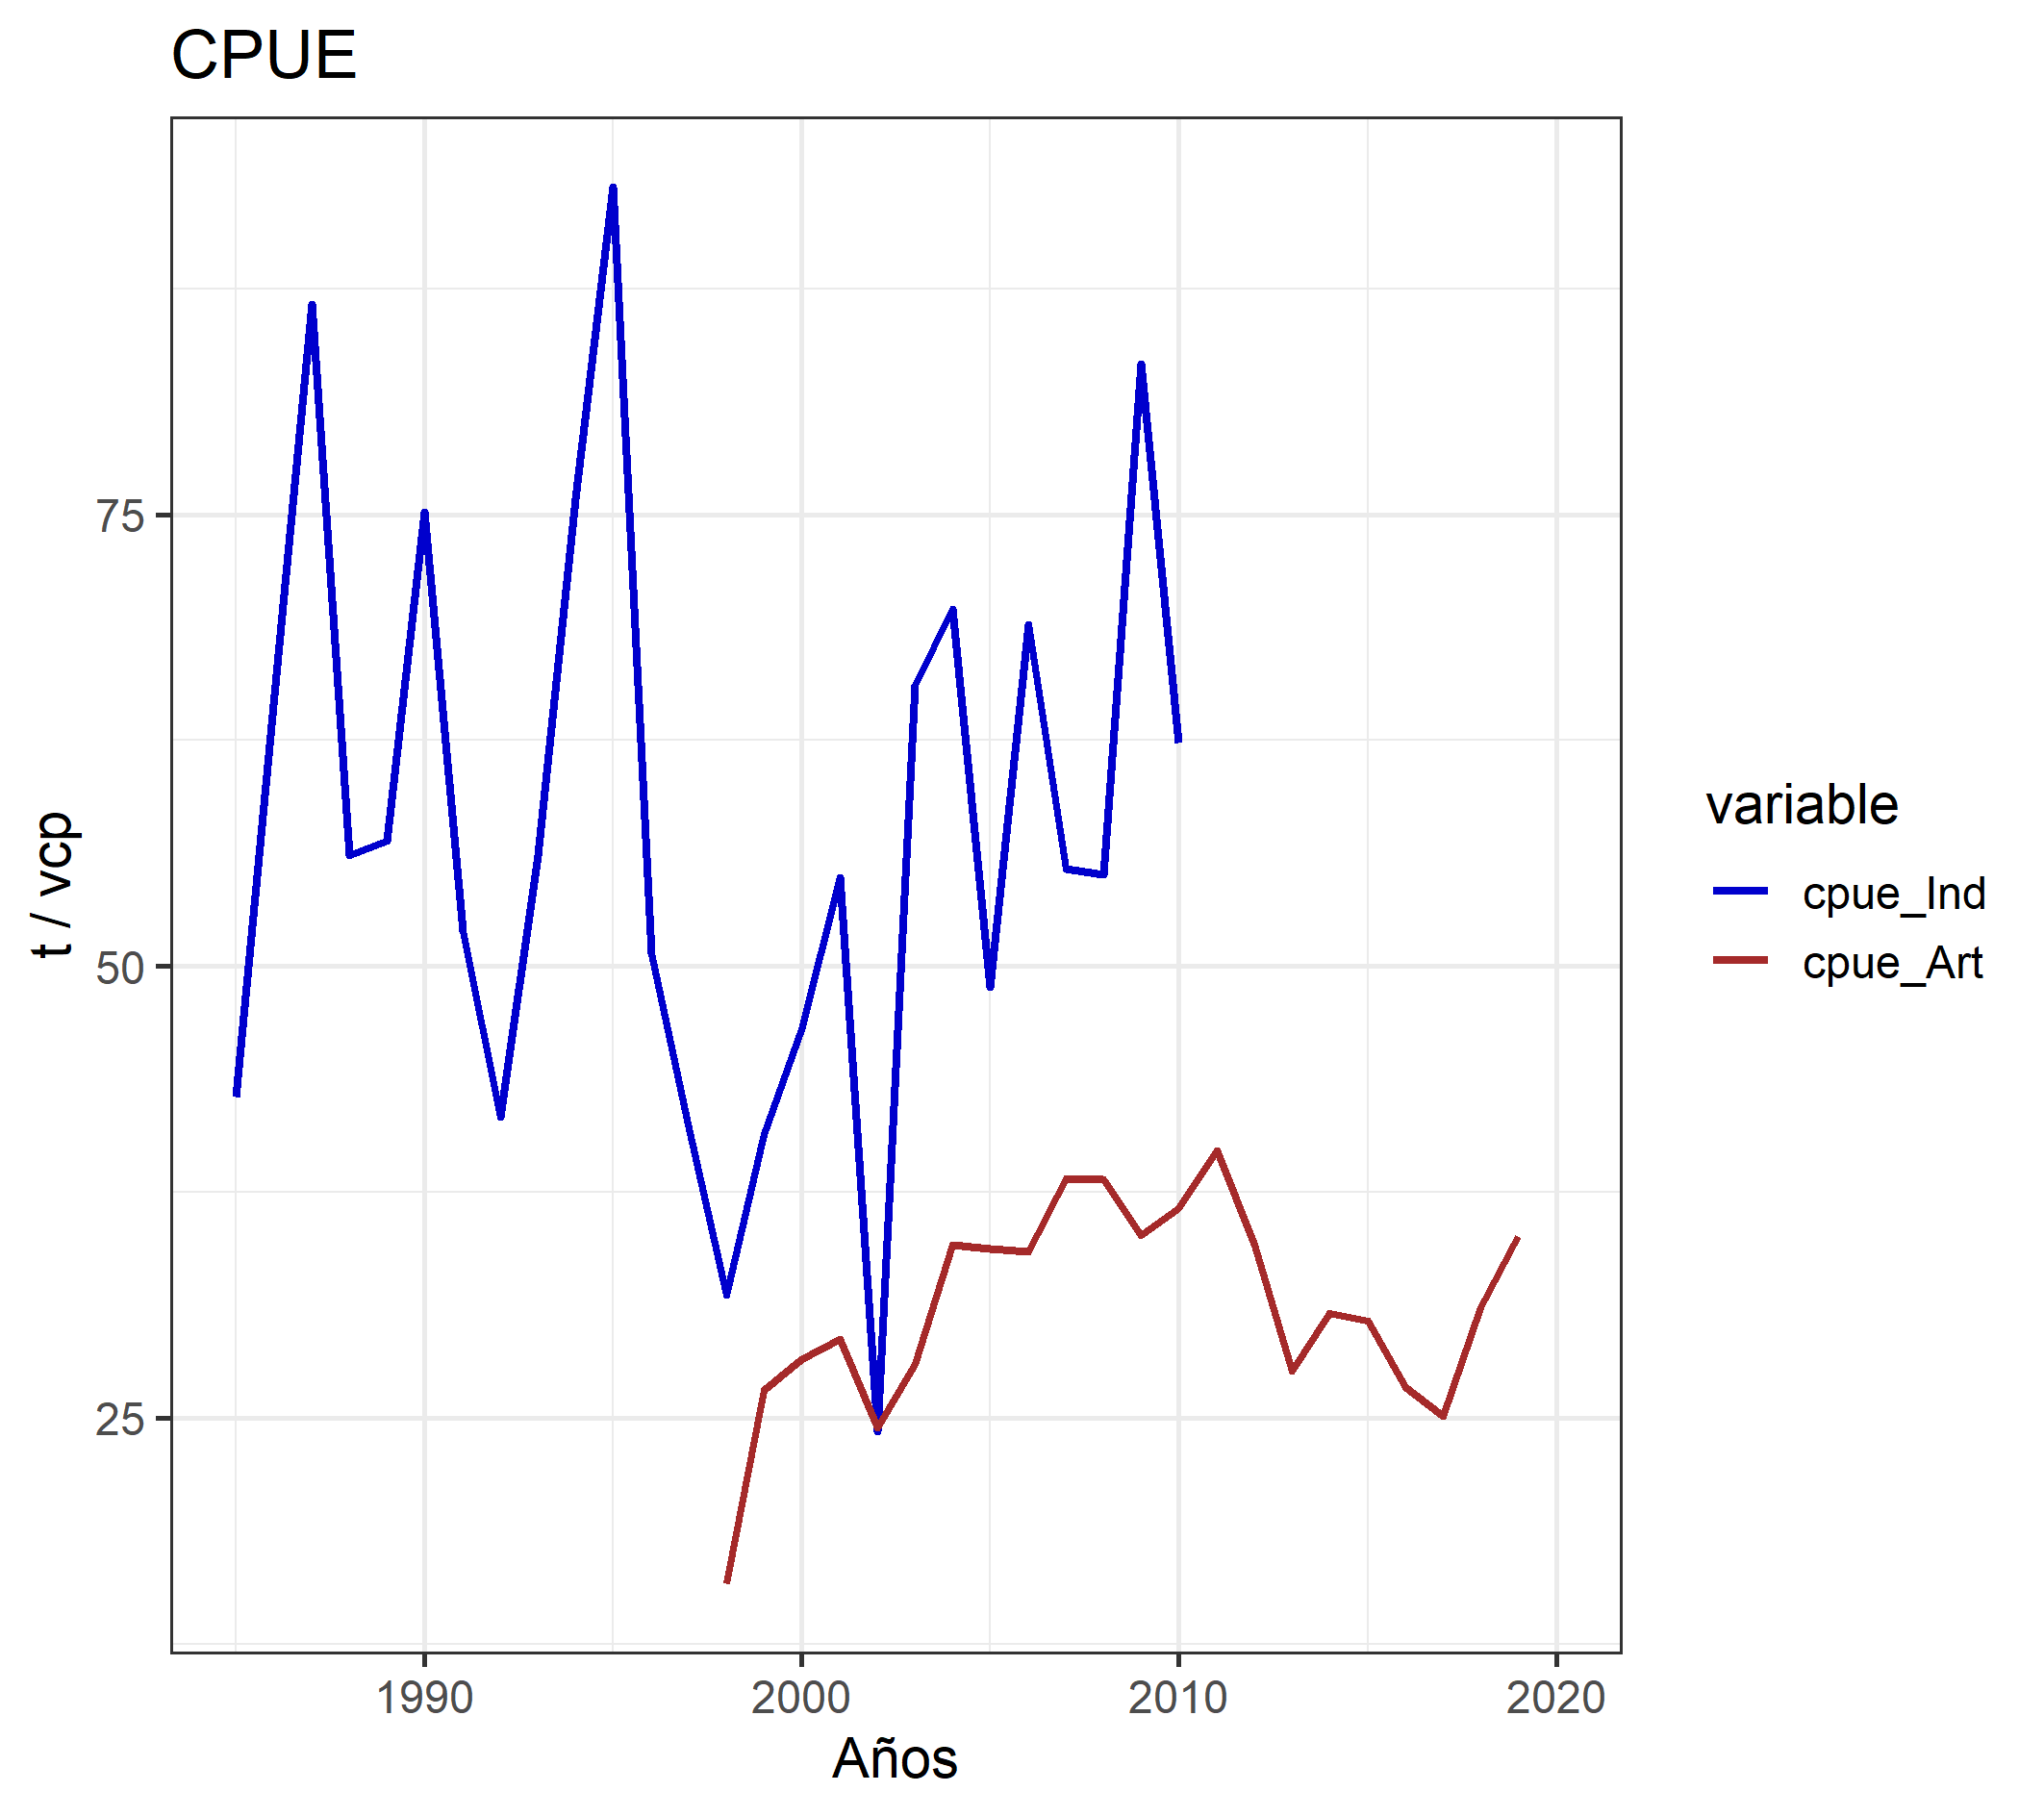 CPUE
t / vcp
75
50
25
1990
2000
2010
2020
Años
variable
cpue_Ind
cpue_Art